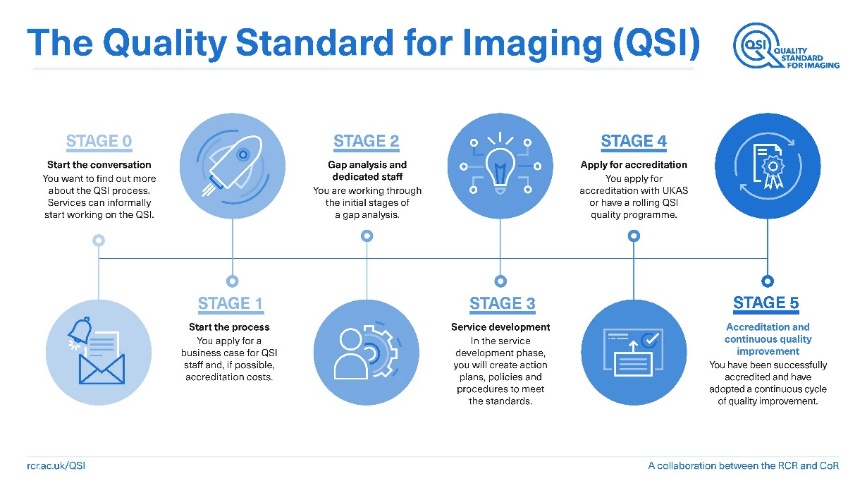 The Quality Standard for Imaging (QSI)
QSI QUALITY
STANDARD
FOR IMAGING
STAGE 0
Start the conversation
You want to find out more
about the QSI process.
Services can informally
start working on the QSI.
STAGE 1
Start the process
You apply for a
business case for QSI
staff and, if possible,
accreditation costs.
STAGE 2
Gap analysis and
dedicated staff
You are working through
the initial stages of
a gap analysis.
STAGE 3
Service development
In the service
development phase,
you will create action
plans, policies and
procedures to meet
the standards.
STAGE 4
Apply for accreditation
You apply for
accreditation with UKAS
or have a rolling QSI
quality programme.
STAGE 5
Accreditation and
continuous quality
improvement
You have been successfully
accredited and have
adopted a continuous cycle
of quality improvement.
rcr.ac.uk/QSI
A collaboration between the RCR and CoR